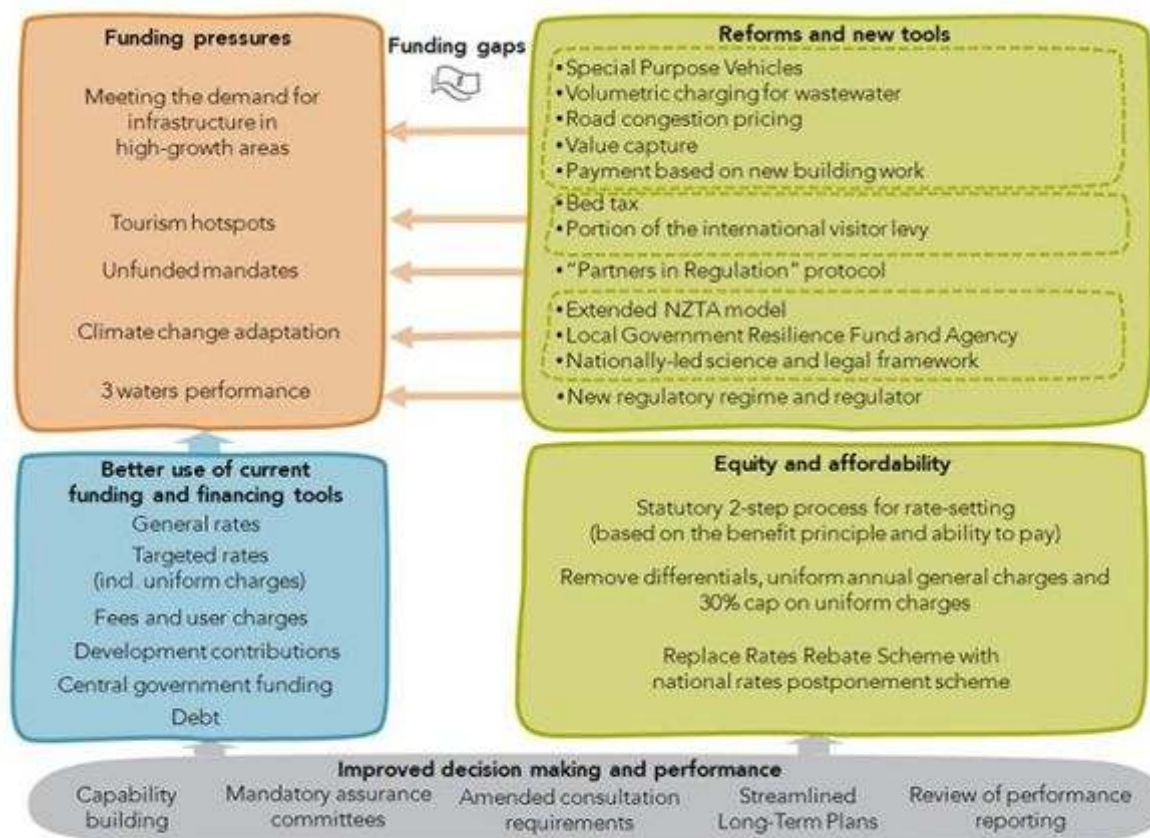 Funding pressures
Meeting the demand for
infrastructure in
high-growth areas
Tourism hotspots
Unfunded mandates
Climate change adaptation
3 waters performance
Funding gaps
Reforms and new tools
•Special Purpose Vehicles
•Volumetric charging for wastewater
•Road congestion pricing
•Value capture
•Payment based on new building work
•Bed tax
•Portion of the international visitor levy
•"Partners in Regulation" protocol
•Extended NZTA model
•Local Government Resilience Fund and Agency
•Nationally-led science and legal framework
•New regulatory regime and regulator
Better use of current
funding and financing tools
General rates
Targeted rates
(incl. uniform charges)
Fees and user charges
Development contributions
Central government funding
Debt
Equity and affordability
Statutory 2-step process for rate-setting
(based on the benefit principle and ability to pay)
Remove differentials, uniform annual general charges and
30% cap on uniform charges
Replace Rates Rebate Scheme with
national rates postponement scheme
Improved decision making and performance
Capability
building
Mandatory assurance
committees
Amended consultation
requirements
Streamlined
Long-Term Plans
Review of performance
reporting